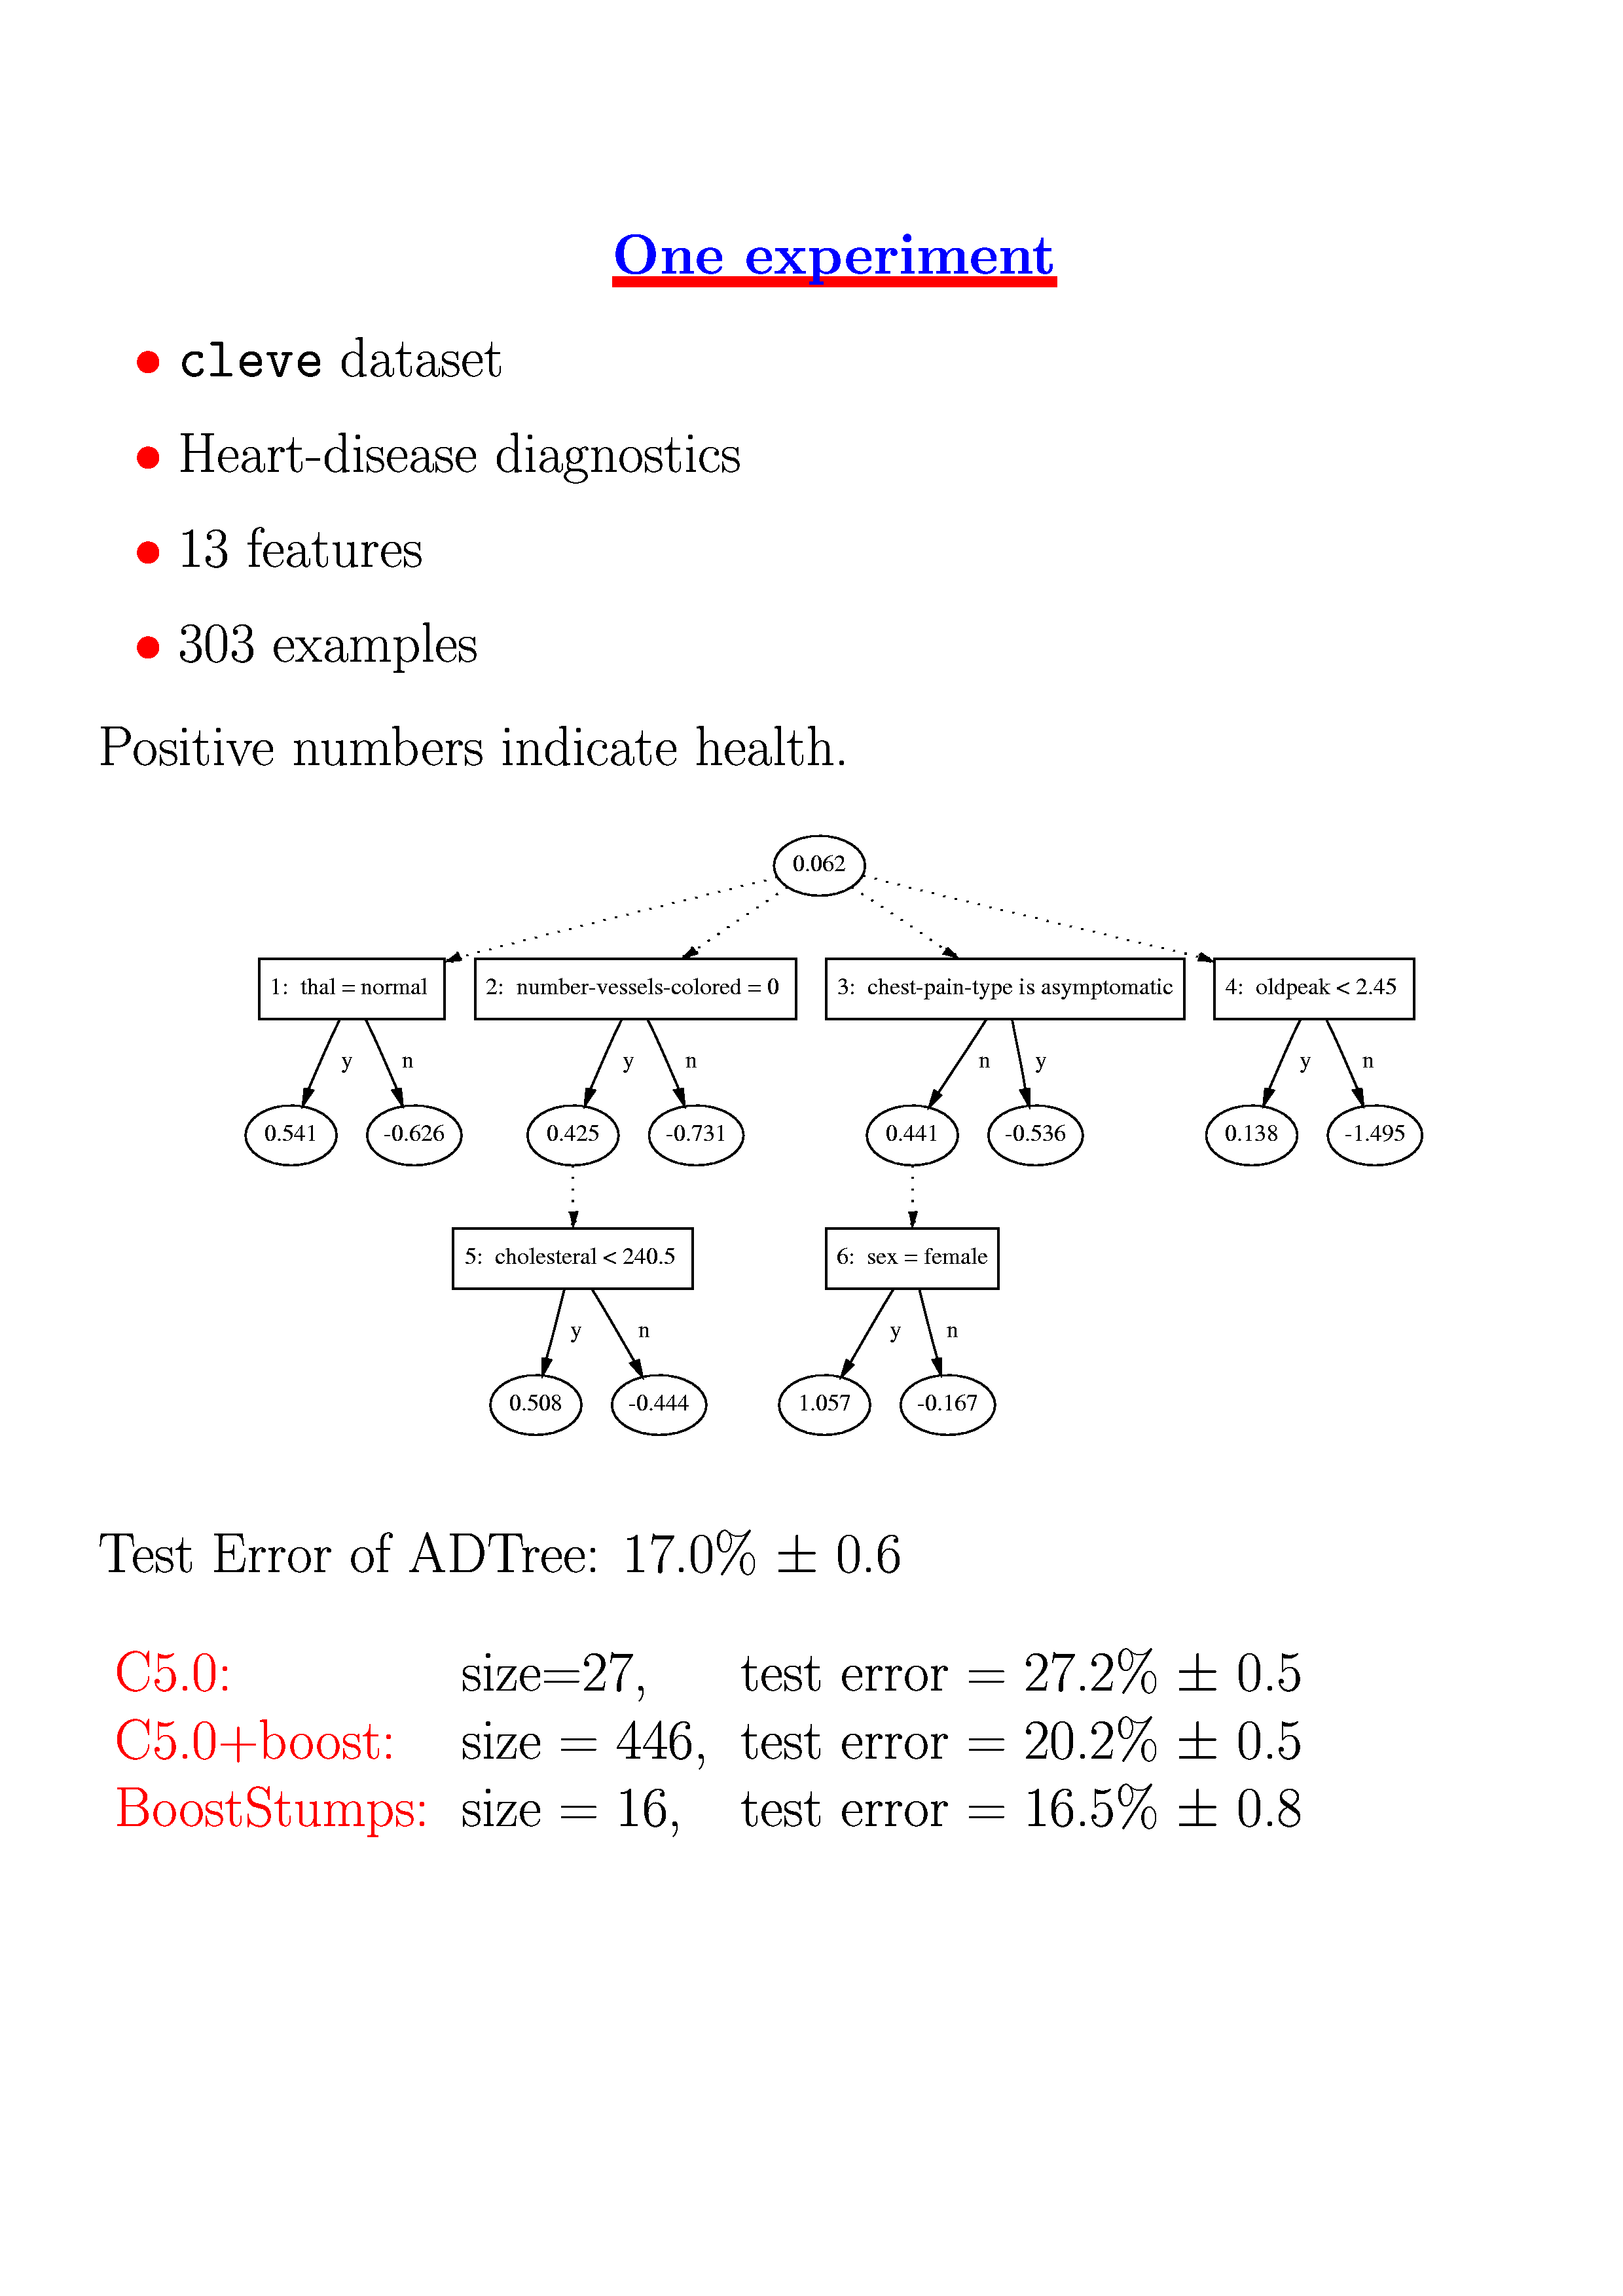 One experiment
• cleve dataset
• Heart-disease diagnostics
• 13 features
• 303 examples
Positive numbers indicate health.
0.062
1: thal = normal 2: number-vessels-colored = 0 3: chest-pain-type is asymptomatic 4: oldpeak < 2.45
y n y n n y y n
0.541 -0.626 0.425 -0.731 0.441 -0.536 0.138 -1.495
5: cholesteral < 240.5 6: sex = female
y n y n
0.508 -0.444 1.057 -0.167
Test Error of ADTree: 17.0% ± 0.6
C5.0: size=27, test error = 27.2% ± 0.5
C5.0+boost: size = 446, test error = 20.2% ± 0.5
BoostStumps: size = 16, test error = 16.5% ± 0.8